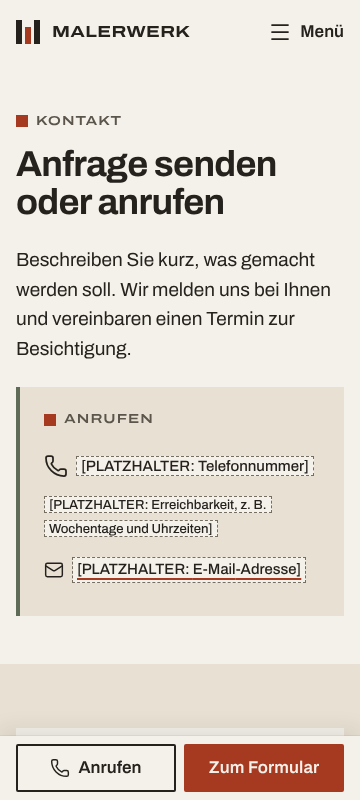 MALERWERK
Menü
KONTAKT
Anfrage senden
oder anrufen
Beschreiben Sie kurz, was gemacht
werden soll. Wir melden uns bei Ihnen
und vereinbaren einen Termin zur
Besichtigung.
ANRUFEN
[PLATZHALTER: Telefonnummer]
[PLATZHALTER: Erreichbarkeit, z. B.
Wochentage und Uhrzeiten]
[PLATZHALTER: E-Mail-Adresse]
Anrufen
Zum Formular